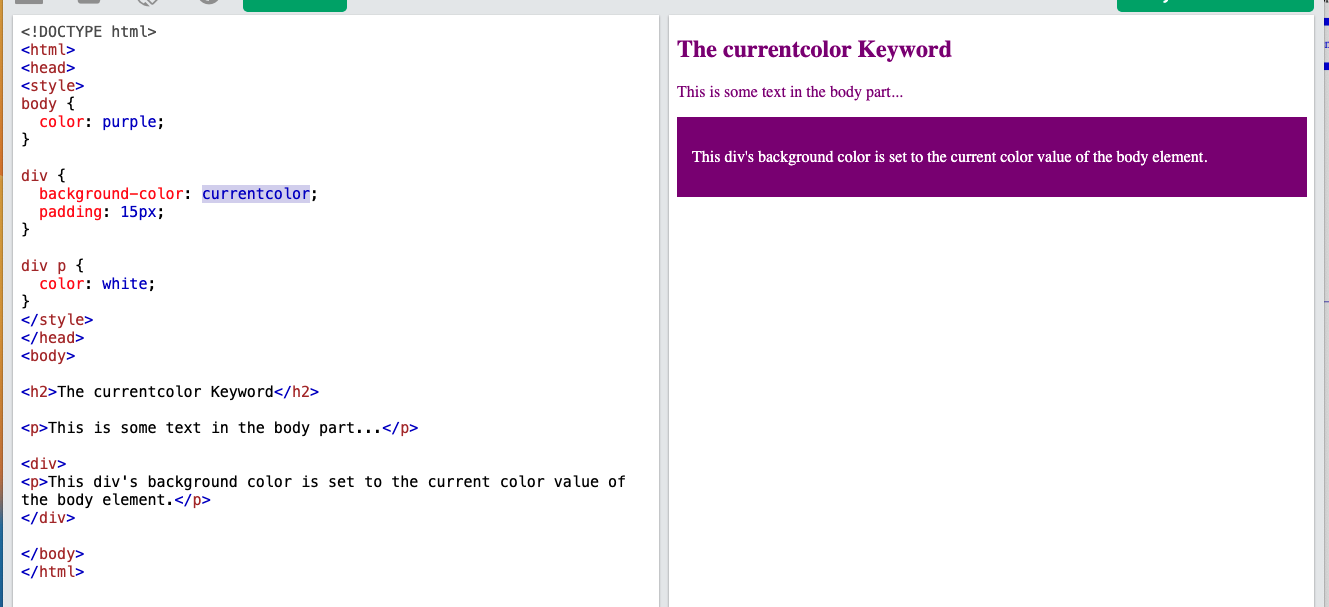 <!DOCTYPE html>
<html>
<head>
<style>
body {
  color: purple;
}

div {
  background-color: currentcolor;
  padding: 15px;
}

div p {
  color: white;
}
</style>
</head>
<body>

<h2>The currentcolor Keyword</h2>

<p>This is some text in the body part...</p>

<div>
<p>This div's background color is set to the current color value of
the body element.</p>
</div>

</body>
</html>
The currentcolor Keyword
This is some text in the body part...
This div's background color is set to the current color value of the body element.